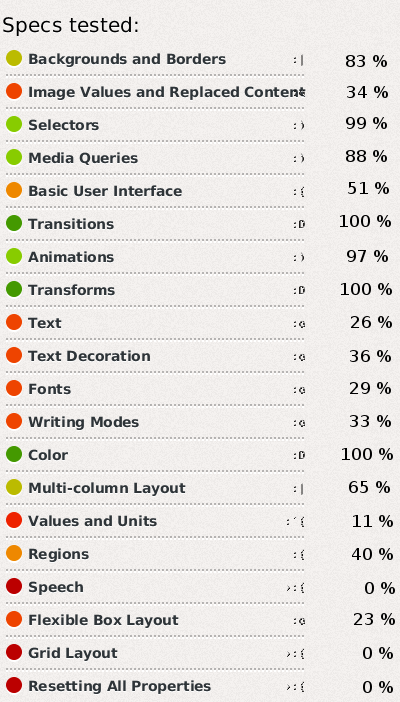 Specs tested:
Backgrounds and Borders :| 83 %
Image Values and Replaced Content 34 %
Selectors :) 99 %
Media Queries :) 88 %
Basic User Interface :{ 51 %
Transitions :D 100 %
Animations :) 97 %
Transforms :D 100 %
Text 26 %
Text Decoration 36 %
Fonts 29 %
Writing Modes 33 %
Color :D 100 %
Multi-column Layout :| 65 %
Values and Units 11 %
Regions :{ 40 %
Speech >:{ 0 %
Flexible Box Layout 23 %
Grid Layout >:{ 0 %
Resetting All Properties >:{ 0 %